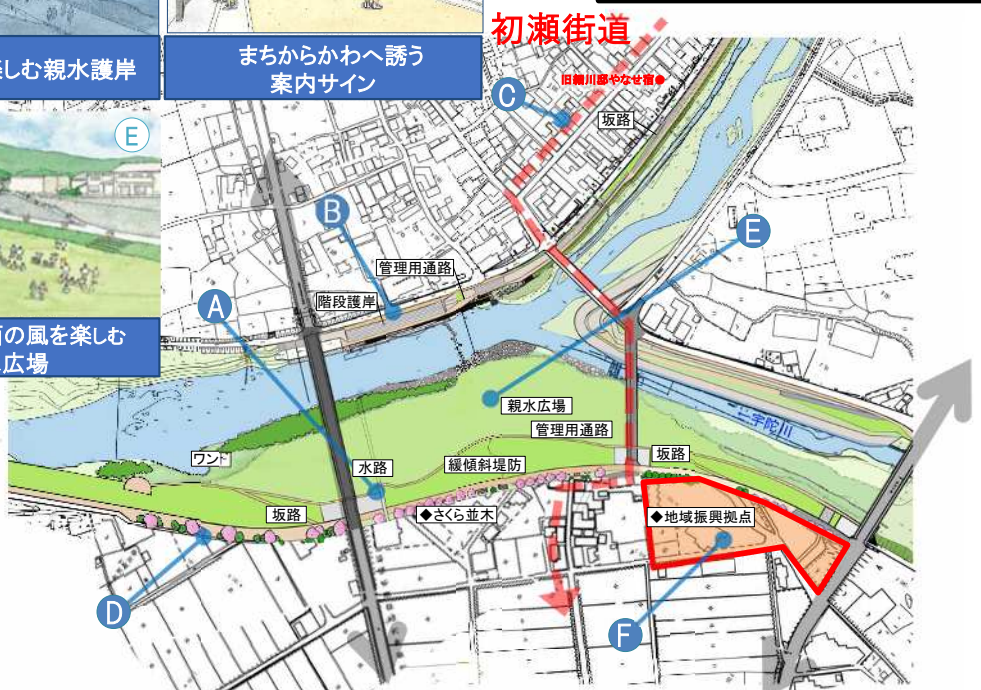 しむ親水護岸
まちからかわへ誘う
案内サイン
初瀬街道
旧細川邸やなせ宿
C
坂路
E
B
E
管理用通路
A
階段護岸
の風を楽しむ
広場
親水広場
管理用通路
宇陀川
ワンド
水路
緩傾斜堤防
坂路
坂路
◆さくら並木
◆地域振興拠点
D
F